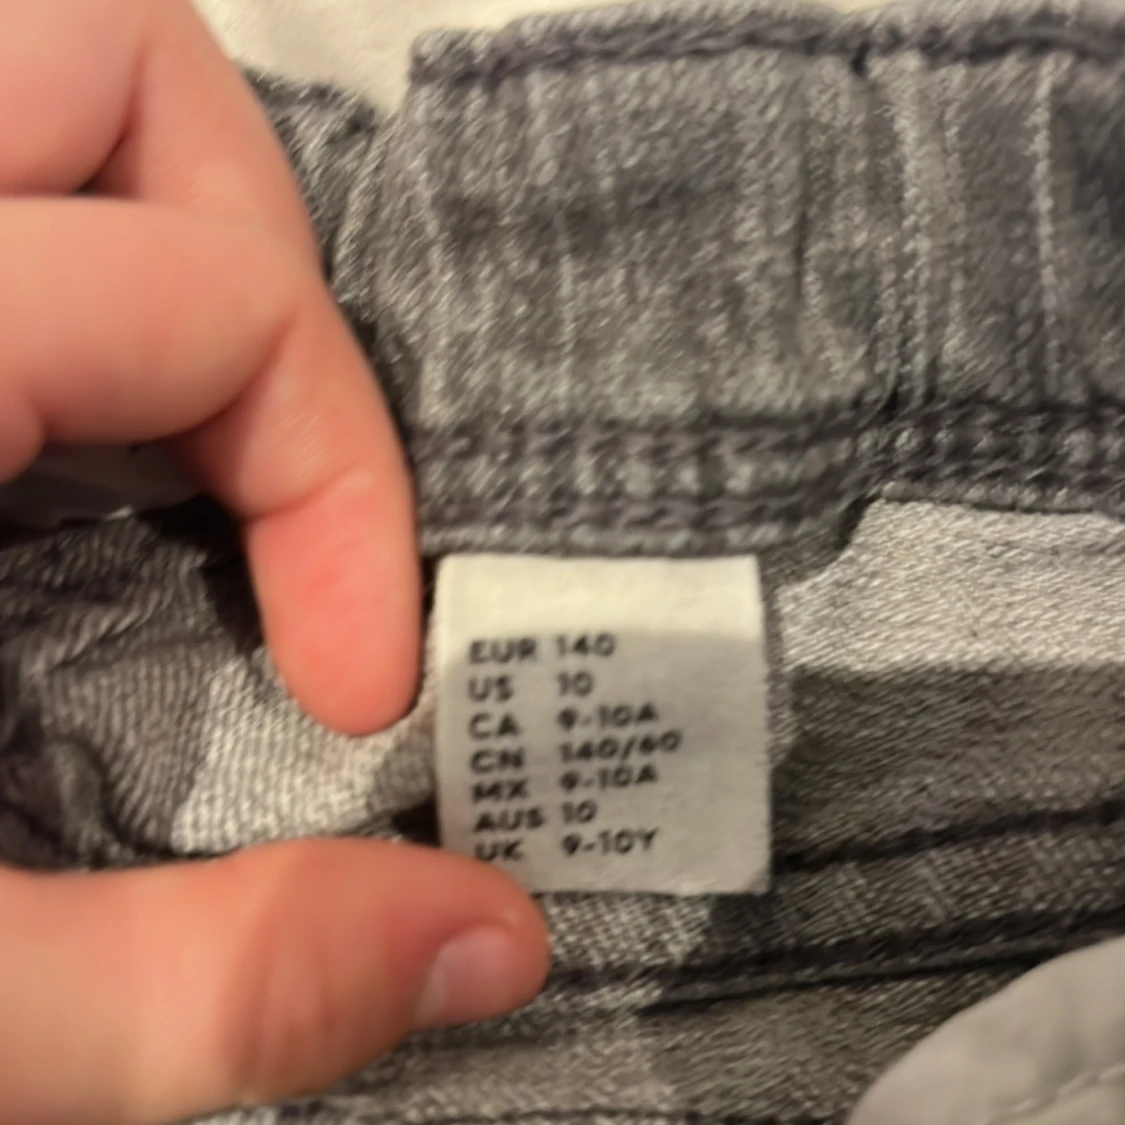 EUR 140
US 10
CA 9-10A
CN 140/60
MX 9-10A
AUS 10
UK 9-10Y